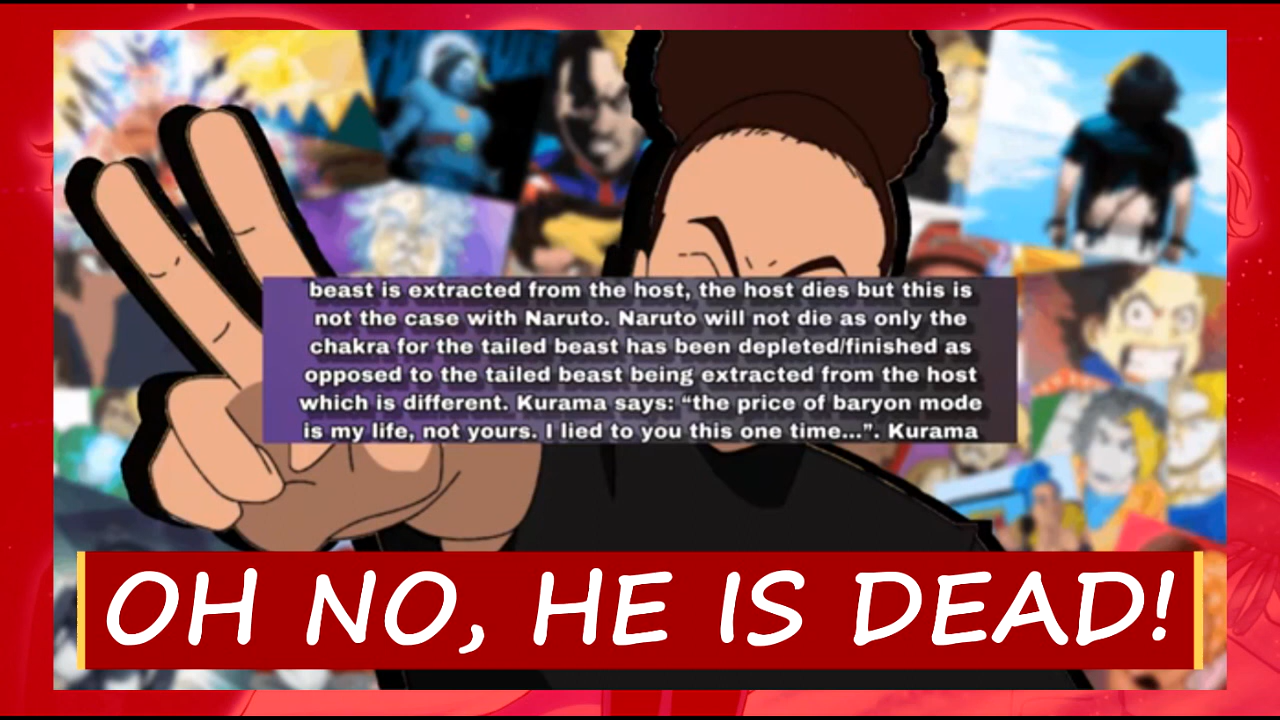 beast is extracted from the host, the host dies but this is
not the case with Naruto. Naruto will not die as only the
chakra for the tailed beast has been depleted/finished as
opposed to the tailed beast being extracted from the host
which is different. Kurama says: “the price of baryon mode
is my life, not yours. I lied to you this one time...”. Kurama
OH NO, HE IS DEAD!